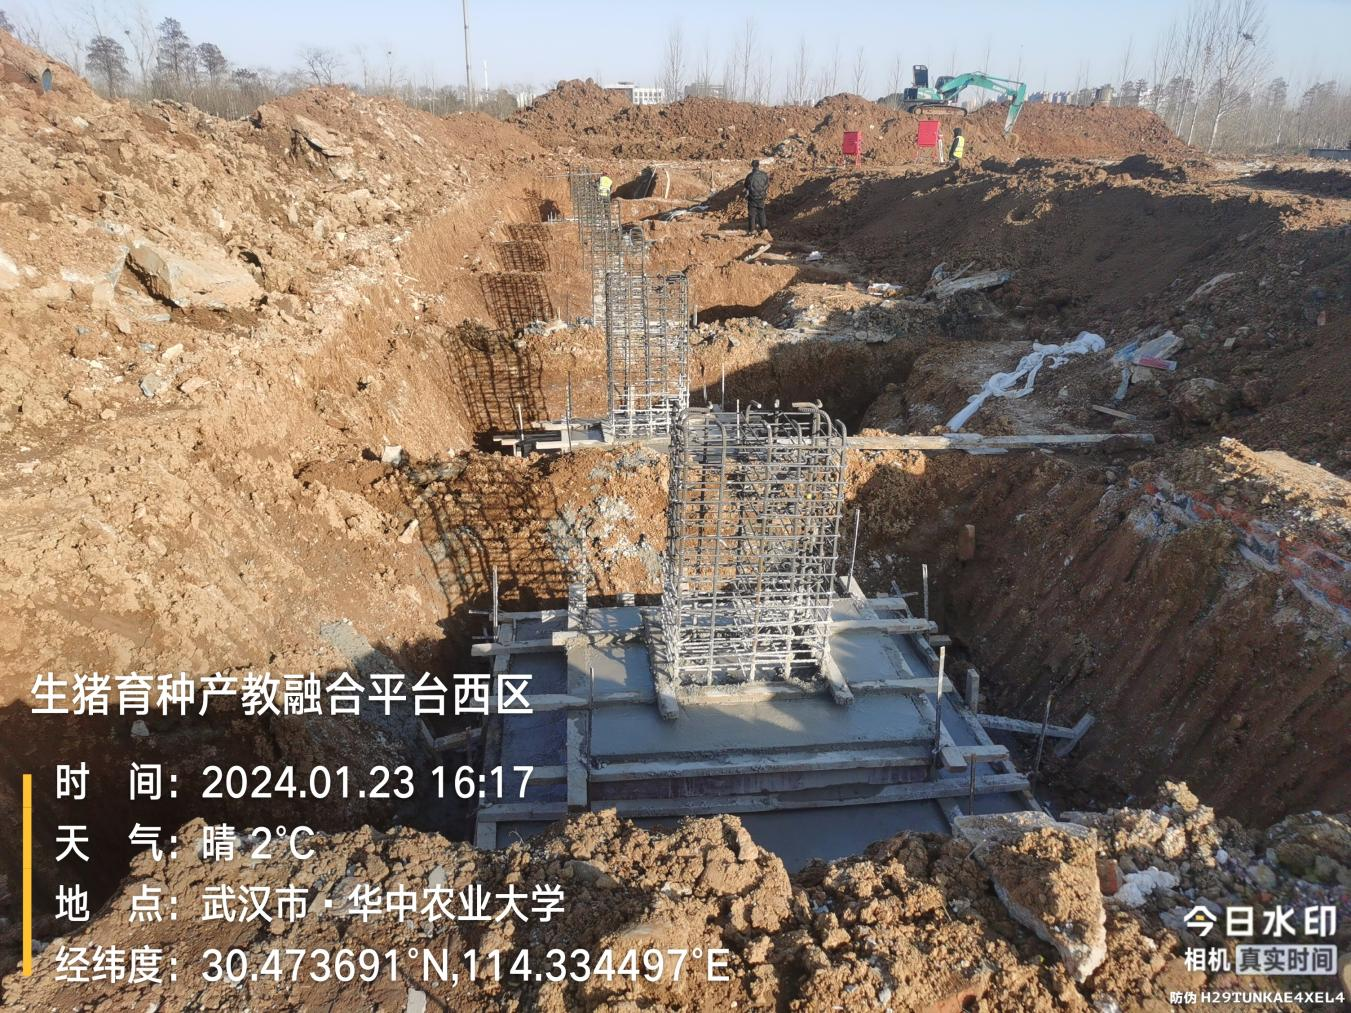 生猪育种产教融合平台西区
时 间：2024.01.23 16:17
天 气：晴 2℃
地 点：武汉市·华中农业大学
经纬度：30.473691°N,114.334497°E
今日水印
相机 真实时间
防伪 H29TUNKAE4XEL4